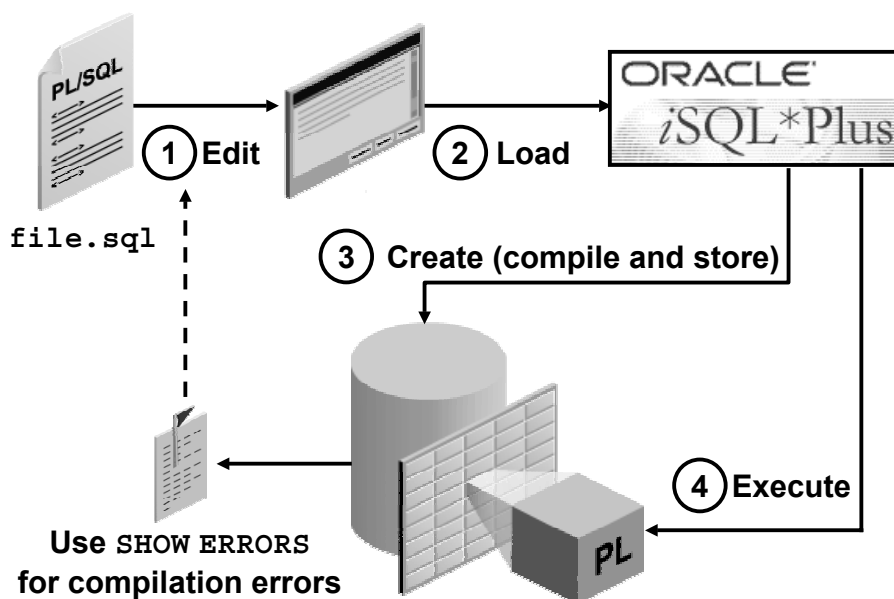 PL/SQL
ORACLE'
iSQL*Plus
1 Edit
2 Load
file.sql
3 Create (compile and store)
4 Execute
PL
Use SHOW ERRORS
for compilation errors